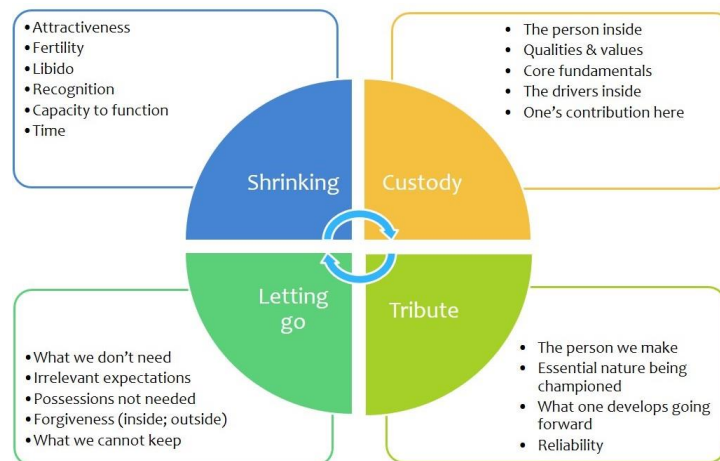 • Attractiveness
• Fertility
• Libido
• Recognition
• Capacity to function
• Time
• The person inside
• Qualities & values
• Core fundamentals
• The drivers inside
• One's contribution here
Shrinking
Custody
Letting
go
Tribute
• What we don't need
• Irrelevant expectations
• Possessions not needed
• Forgiveness (inside; outside)
• What we cannot keep
• The person we make
• Essential nature being
championed
• What one develops going
forward
• Reliability